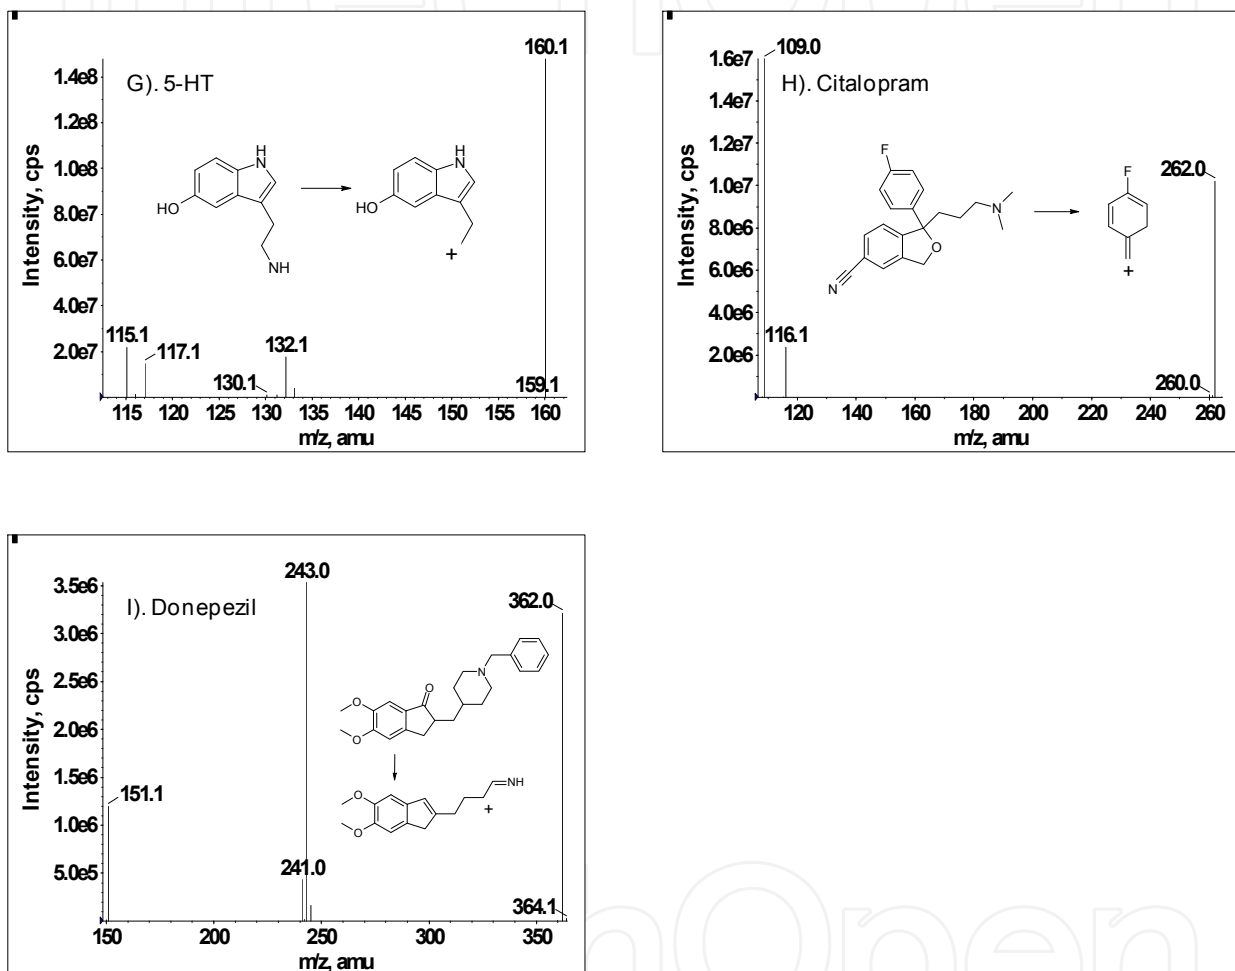 160.1
1.4e8
G). 5-HT
1.2e8
1.0e8
8.0e7
6.0e7
4.0e7
2.0e7
Intensity, cps
H
N
HO
NH
H
N
HO
+
115.1
117.1
132.1
130.1
159.1
115 120 125 130 135 140 145 150 155 160
m/z, amu
109.0
1.6e7
H). Citalopram
1.4e7
1.2e7
1.0e7
8.0e6
6.0e6
4.0e6
2.0e6
Intensity, cps
262.0
F
N
O
N
F
+
116.1
260.0
120 140 160 180 200 220 240 260
m/z, amu
243.0
3.5e6
I). Donepezil
362.0
3.0e6
2.5e6
2.0e6
1.5e6
1.0e6
5.0e5
Intensity, cps
N
O
O
O
NH
O
O
+
151.1
241.0
364.1
150 200 250 300 350
m/z, amu
nOpen